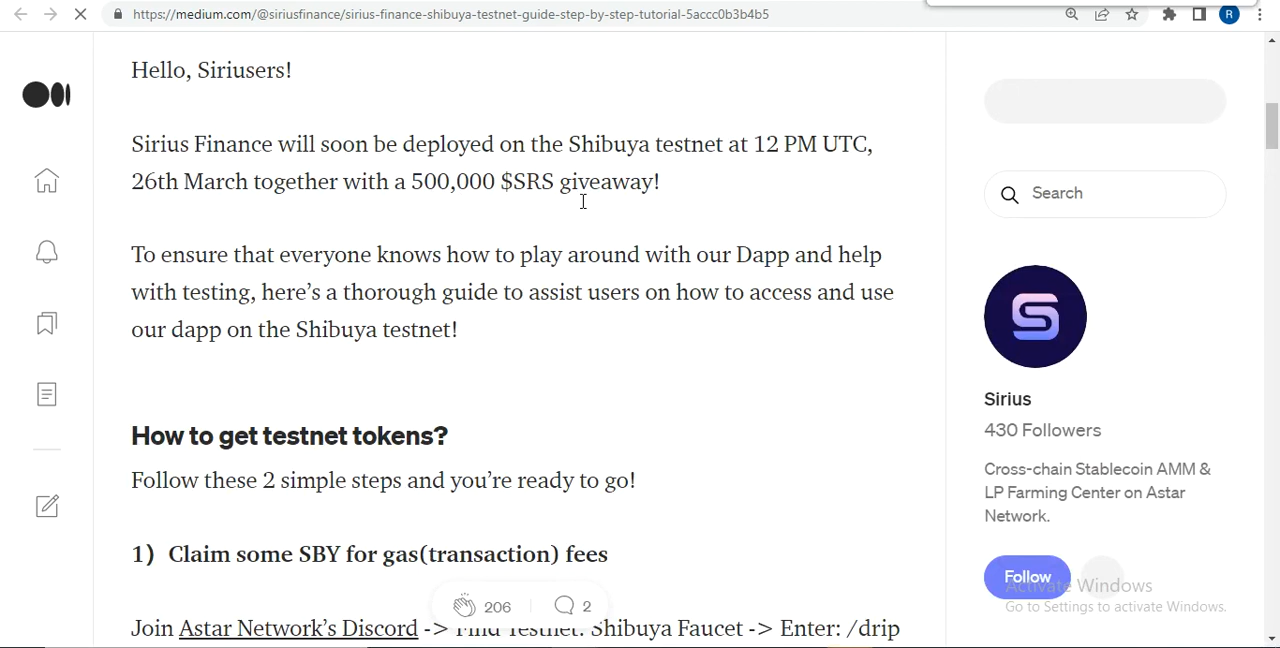 https://medium.com/@siriusfinance/sirius-finance-shibuya-testnet-guide-step-by-step-tutorial-5accc0b3b4b5
R
Hello, Siriusers!
Sirius Finance will soon be deployed on the Shibuya testnet at 12 PM UTC,
26th March together with a 500,000 $SRS giveaway!
To ensure that everyone knows how to play around with our Dapp and help
with testing, here's a thorough guide to assist users on how to access and use
our dapp on the Shibuya testnet!
How to get testnet tokens?
Follow these 2 simple steps and you're ready to go!
1) Claim some SBY for gas(transaction) fees
206
2
Join Astar Network's Discord -> Find Testnet: Shibuya Faucet -> Enter: /drip
Search
Sirius
430 Followers
Cross-chain Stablecoin AMM &
LP Farming Center on Astar
Network.
Follow
Activate Windows
Go to Settings to activate Windows.